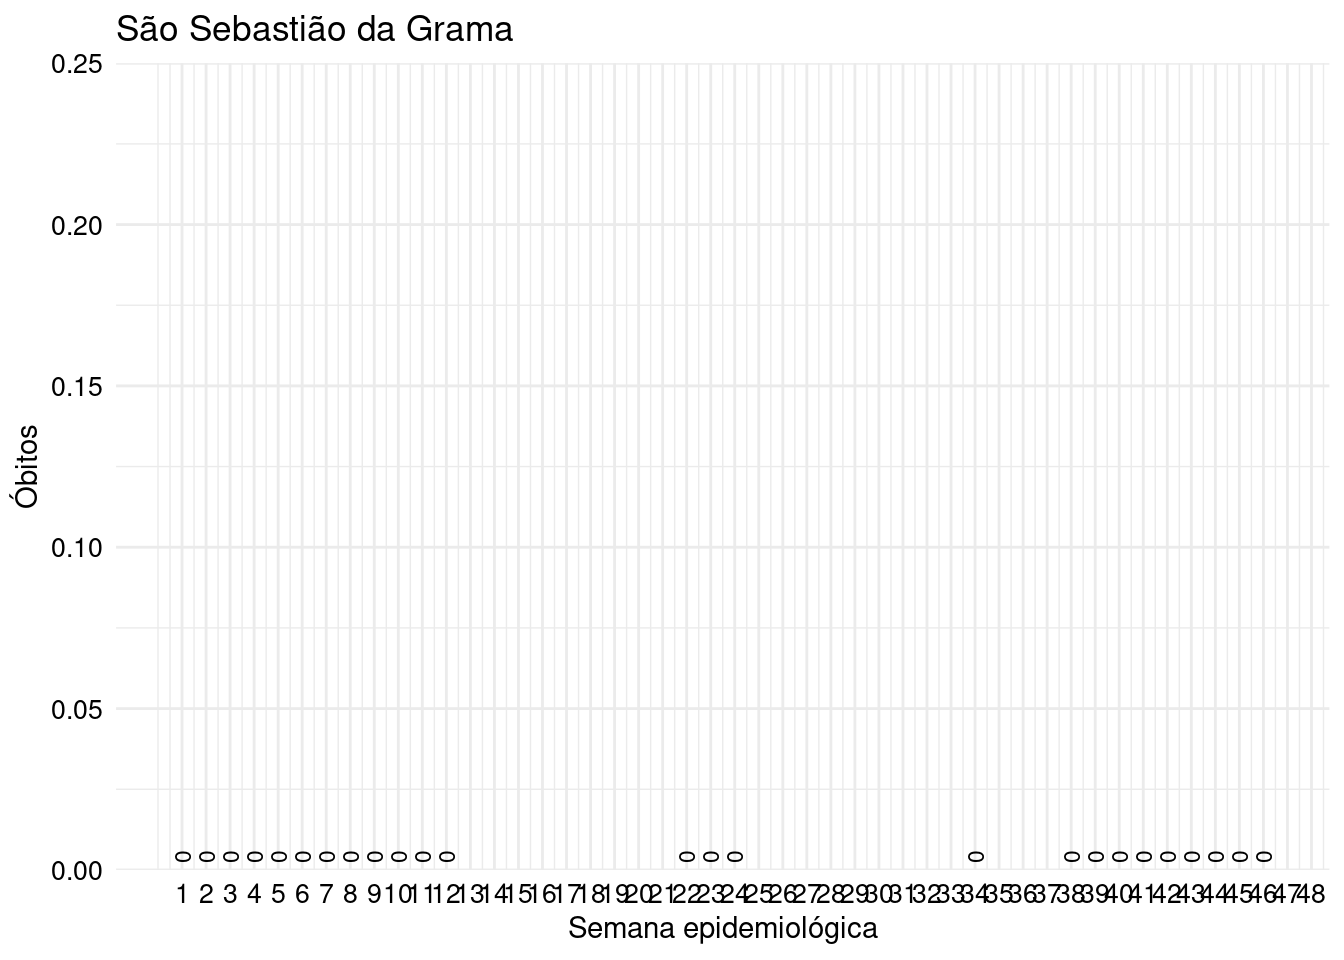 São Sebastião da Grama
0.25
0.20
0.15
0.10
0.05
0.00
Óbitos
0 0 0 0 0 0 0 0 0 0 0 0 0 0 0 0 0 0 0 0 0 0 0 0 0
1 2 3 4 5 6 7 8 9 10 11 12 13 14 15 16 17 18 19 20 21 22 23 24 25 26 27 28 29 30 31 32 33 34 35 36 37 38 39 40 41 42 43 44 45 46 47 48
Semana epidemiológica